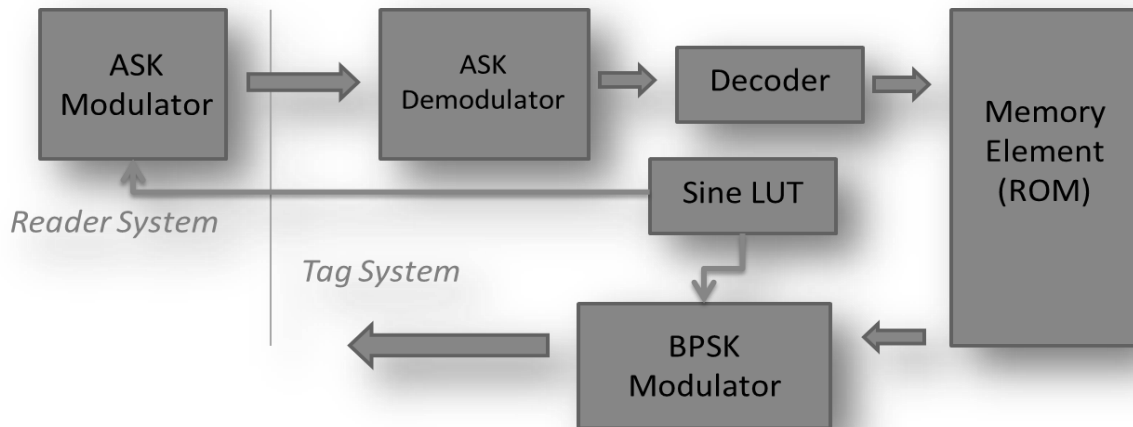 ASK
Modulator
ASK
Demodulator
Decoder
Memory
Element
(ROM)
Sine LUT
Reader System
Tag System
BPSK
Modulator